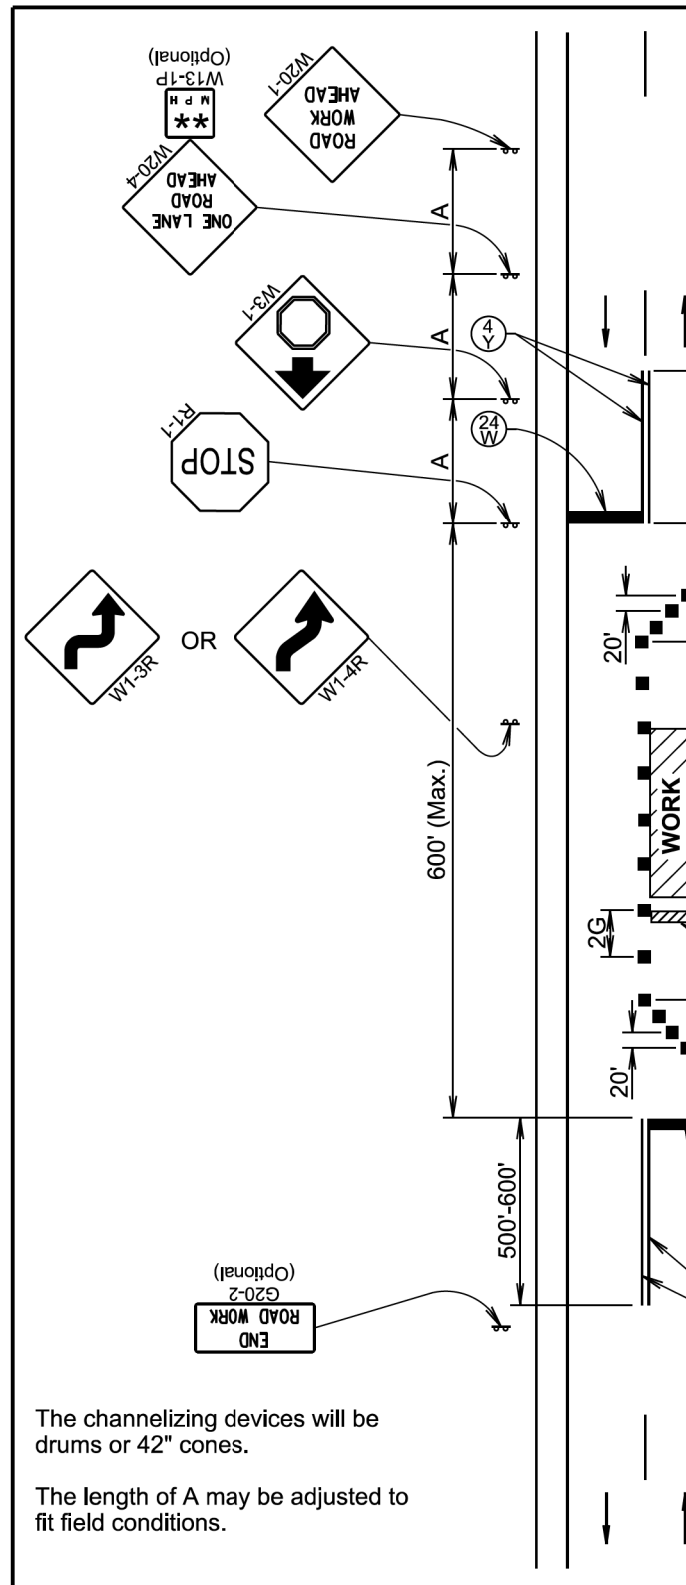 (Optional)
W13-1P
M P H
**
W20-1
ROAD
WORK
AHEAD
W20-4
ONE LANE
ROAD
AHEAD
A
W3-1
A
4
Y
R1-1
STOP
A
24
W
W1-3R
OR
W1-4R
20'
600' (Max.)
WORK
2G
20'
500'-600'
G20-2
(Optional)
END
ROAD WORK
The channelizing devices will be
drums or 42" cones.
The length of A may be adjusted to
fit field conditions.